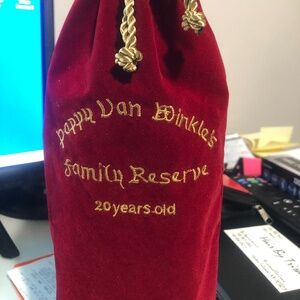 Pappy Van Winkle's
Family Reserve
20 years old